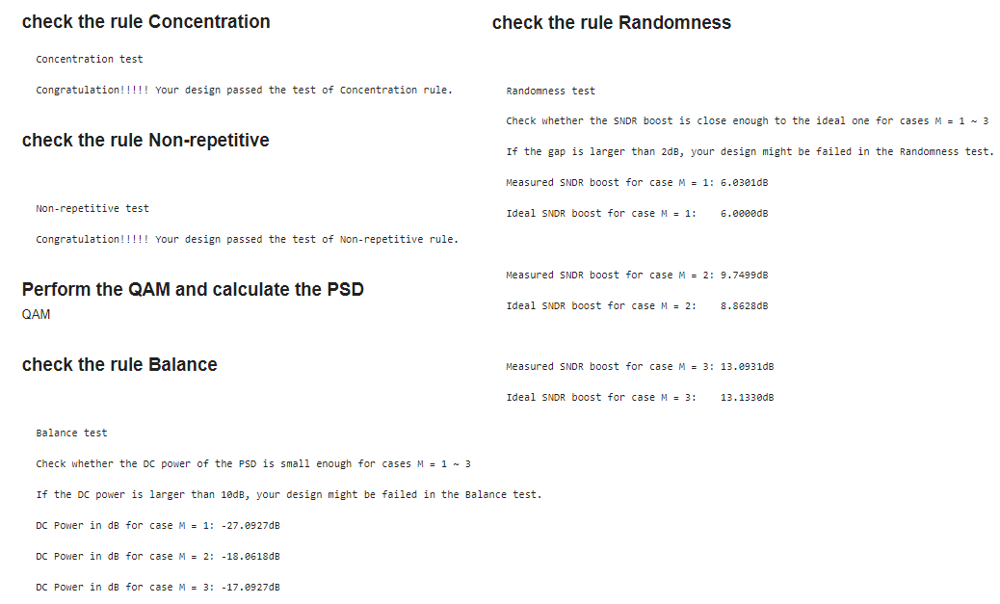 check the rule Concentration
Concentration test
Congratulation!!!!! Your design passed the test of Concentration rule.
check the rule Non-repetitive
Non-repetitive test
Congratulation!!!!! Your design passed the test of Non-repetitive rule.
Perform the QAM and calculate the PSD
QAM
check the rule Balance
Balance test
Check whether the DC power of the PSD is small enough for cases M = 1 ~ 3
If the DC power is larger than 10dB, your design might be failed in the Balance test.
DC Power in dB for case M = 1: -27.0927dB
DC Power in dB for case M = 2: -18.0618dB
DC Power in dB for case M = 3: -17.0927dB
check the rule Randomness
Randomness test
Check whether the SNDR boost is close enough to the ideal one for cases M = 1 ~ 3
If the gap is larger than 2dB, your design might be failed in the Randomness test.
Measured SNDR boost for case M = 1: 6.0301dB
Ideal SNDR boost for case M = 1:    6.0000dB
Measured SNDR boost for case M = 2: 9.7499dB
Ideal SNDR boost for case M = 2:    8.8628dB
Measured SNDR boost for case M = 3: 13.0931dB
Ideal SNDR boost for case M = 3:    13.1330dB